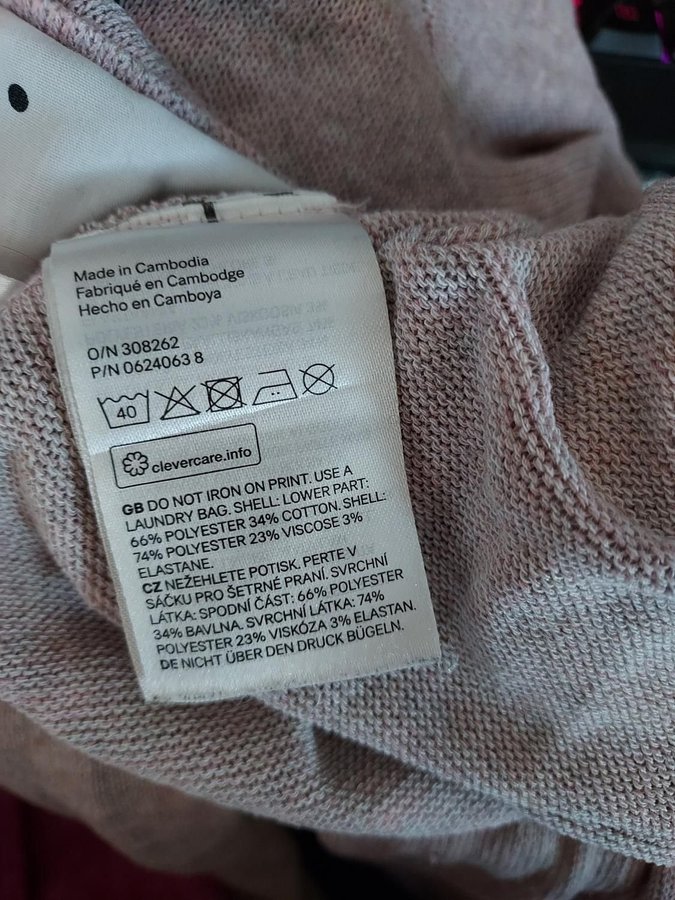 Made in Cambodia
Fabriqué en Cambodge
Hecho en Camboya
O/N 308262
P/N 0624063 8
40
clevercare.info
GB DO NOT IRON ON PRINT. USE A
LAUNDRY BAG. SHELL: LOWER PART:
66% POLYESTER 34% COTTON. SHELL:
74% POLYESTER 23% VISCOSE 3%
ELASTANE.
CZ NEŽEHLETE POTISK. PERTE V
SÁČKU PRO ŠETRNÉ PRANÍ. SVRCHNÍ
LÁTKA: SPODNÍ ČÁST: 66% POLYESTER
34% BAVLNA. SVRCHNÍ LÁTKA: 74%
POLYESTER 23% VISKÓZA 3% ELASTAN.
DE NICHT ÜBER DEN DRUCK BÜGELN.